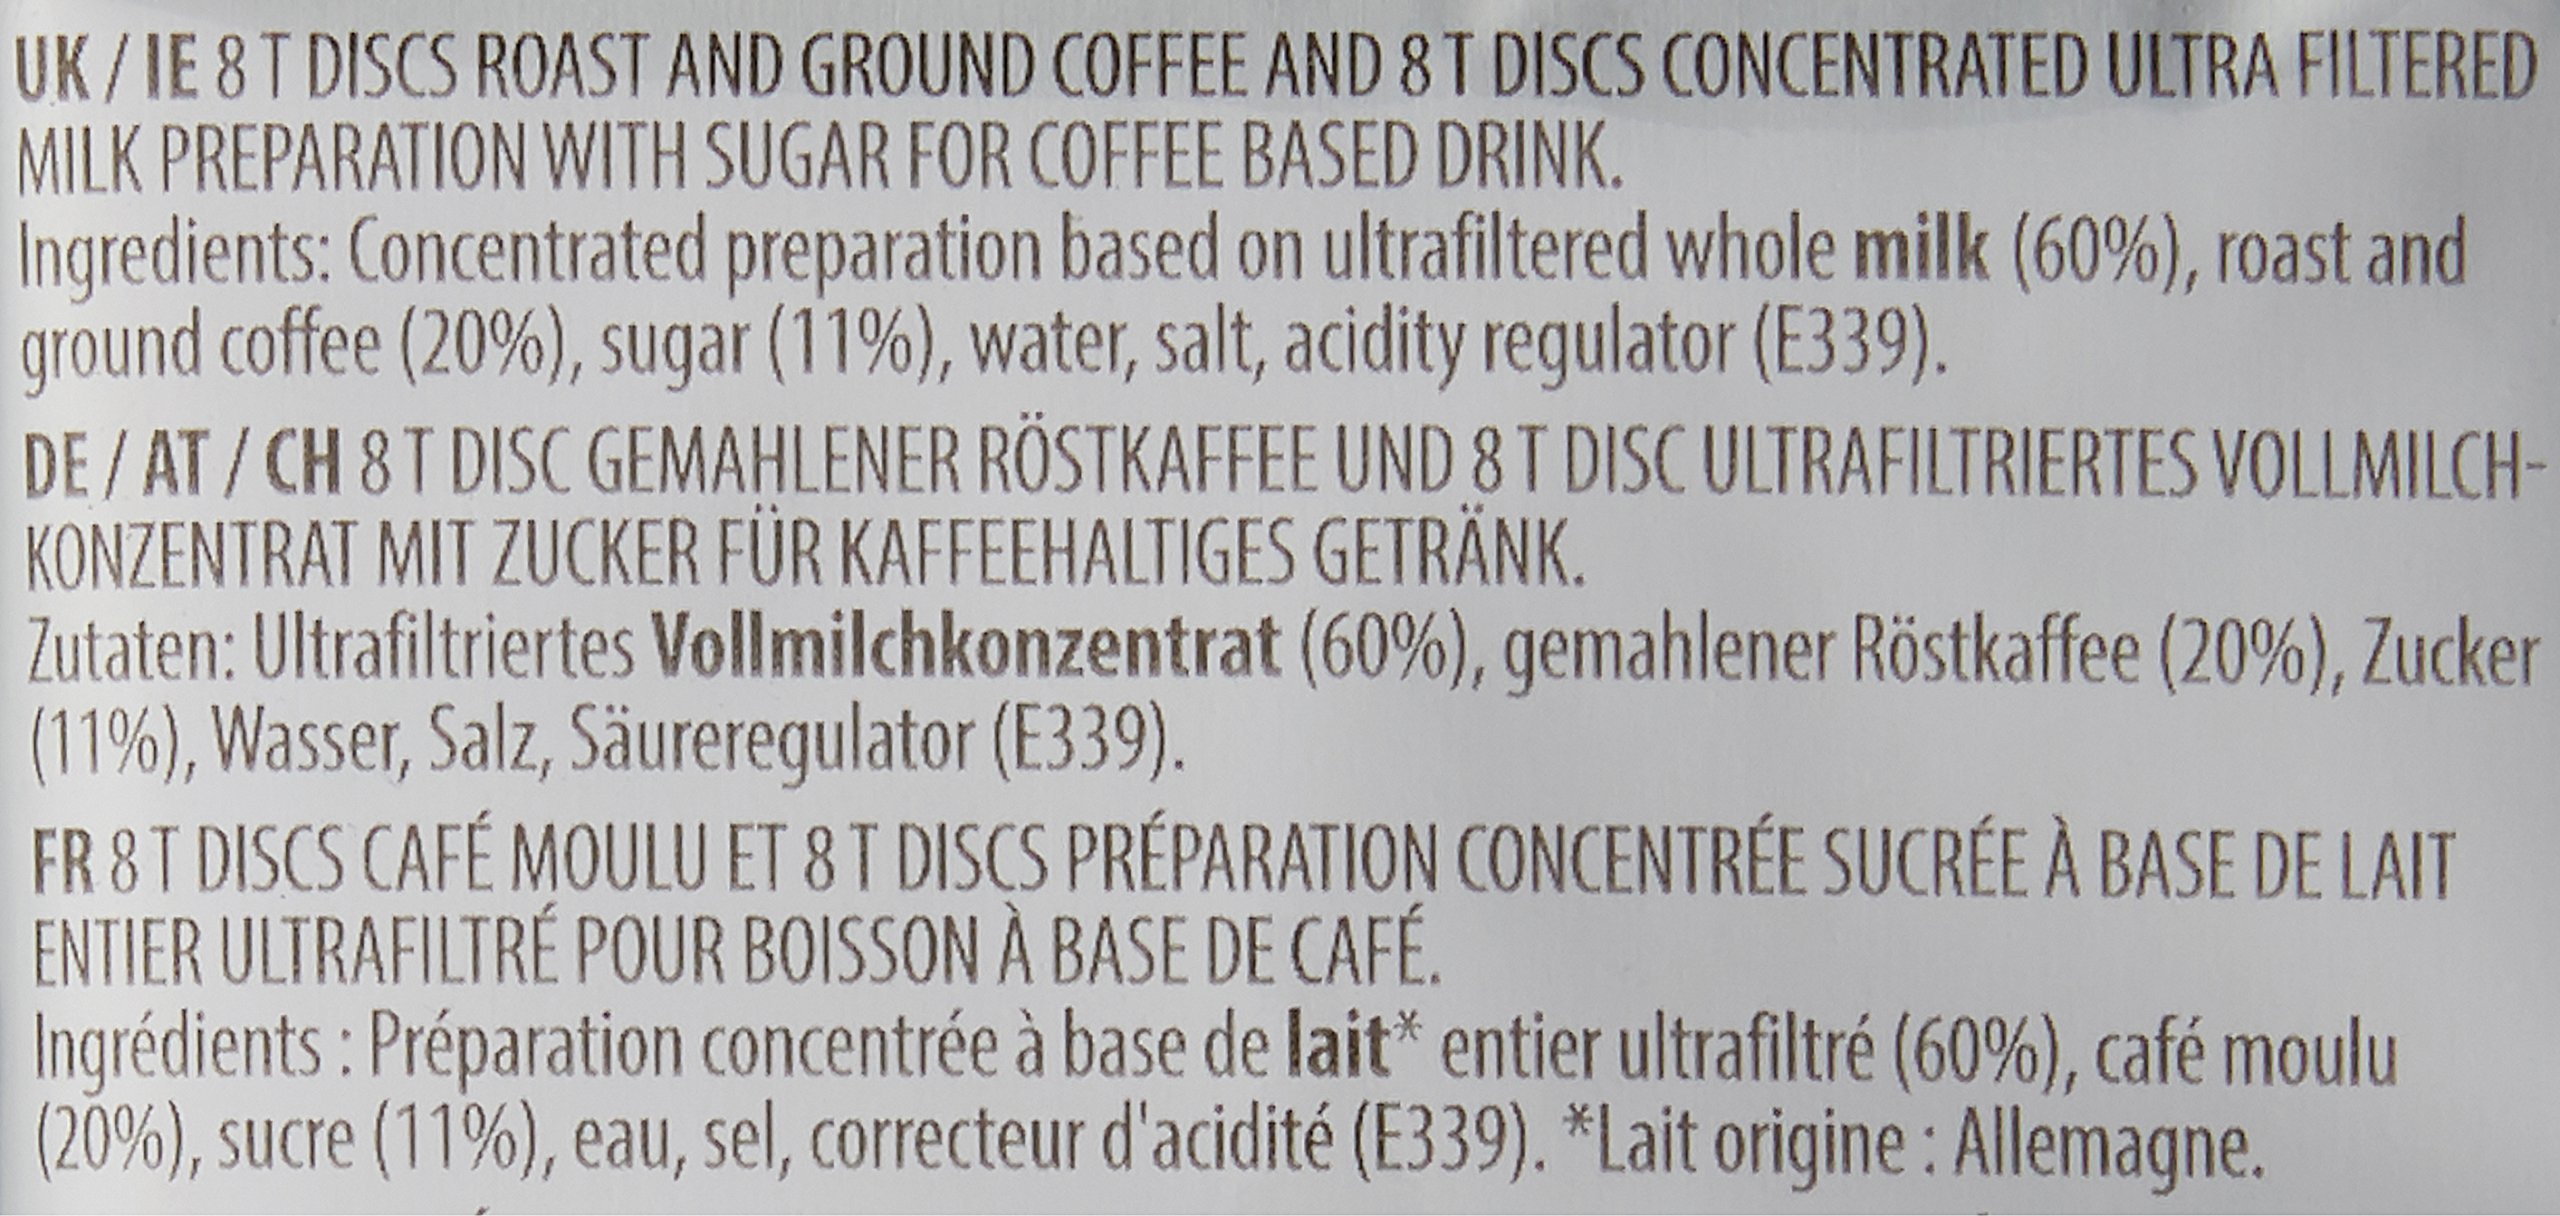 UK / IE 8 T DISCS ROAST AND GROUND COFFEE AND 8 T DISCS CONCENTRATED ULTRA FILTERED
MILK PREPARATION WITH SUGAR FOR COFFEE BASED DRINK.
Ingredients: Concentrated preparation based on ultrafiltered whole milk (60%), roast and
ground coffee (20%), sugar (11%), water, salt, acidity regulator (E339).
DE / AT / CH 8 T DISC GEMAHLENER RÖSTKAFFEE UND 8 T DISC ULTRAFILTRIERTES VOLLMILCH-
KONZENTRAT MIT ZUCKER FÜR KAFFEEHALTIGES GETRÄNK.
Zutaten: Ultrafiltriertes Vollmilchkonzentrat (60%), gemahlener Röstkaffee (20%), Zucker
(11%), Wasser, Salz, Säureregulator (E339).
FR 8 T DISCS CAFÉ MOULU ET 8 T DISCS PRÉPARATION CONCENTRÉE SUCRÉE À BASE DE LAIT
ENTIER ULTRAFILTRÉ POUR BOISSON À BASE DE CAFÉ.
Ingrédients : Préparation concentrée à base de lait* entier ultrafiltré (60%), café moulu
(20%), sucre (11%), eau, sel, correcteur d'acidité (E339). *Lait origine : Allemagne.